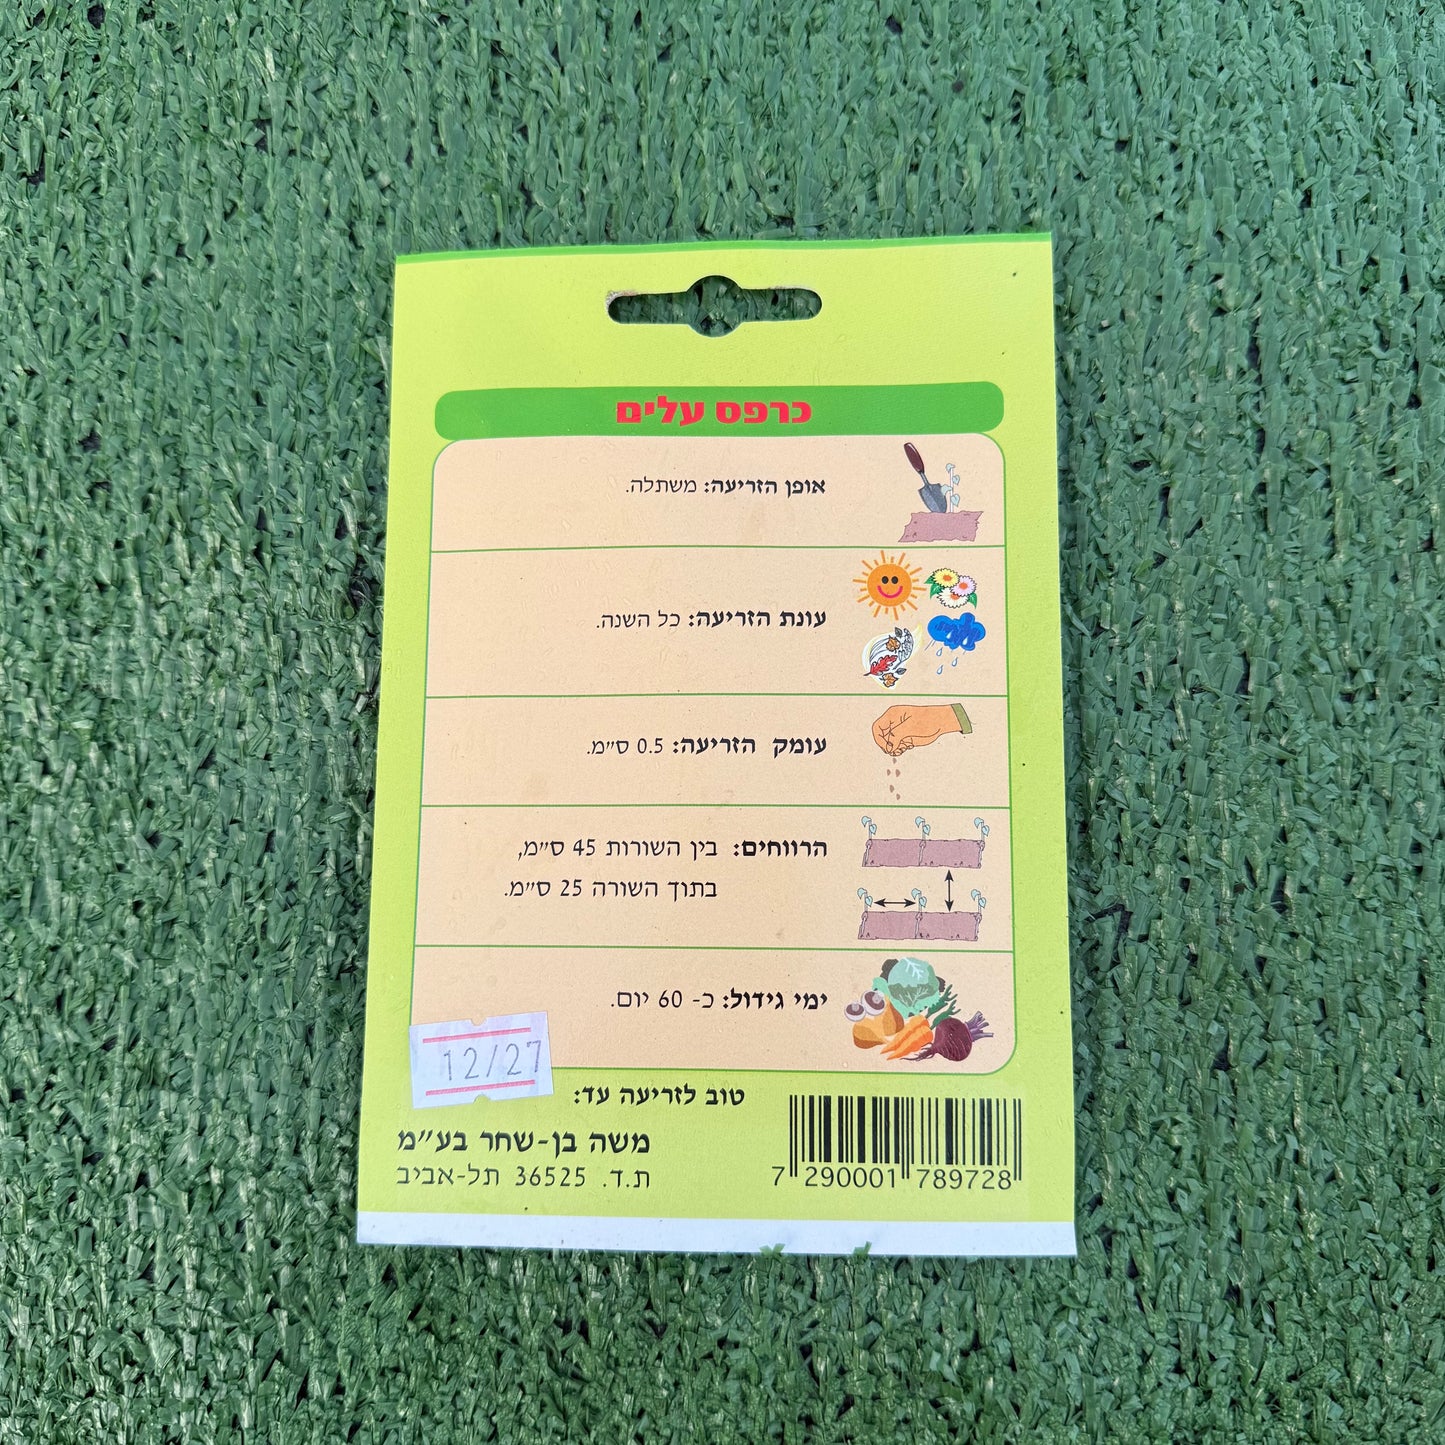 כרפס עלים
אופן הזריעה: משתלה.
עונת הזריעה: כל השנה.
עומק הזריעה: 0.5 ס״מ.
הרווחים: בין השורות 45 ס״מ,
בתוך השורה 25 ס״מ.
ימי גידול: כ- 60 יום.
12/27
טוב לזריעה עד:
משה בן-שחר בע״מ
ת.ד. 36525 תל-אביב
7 290001 789728